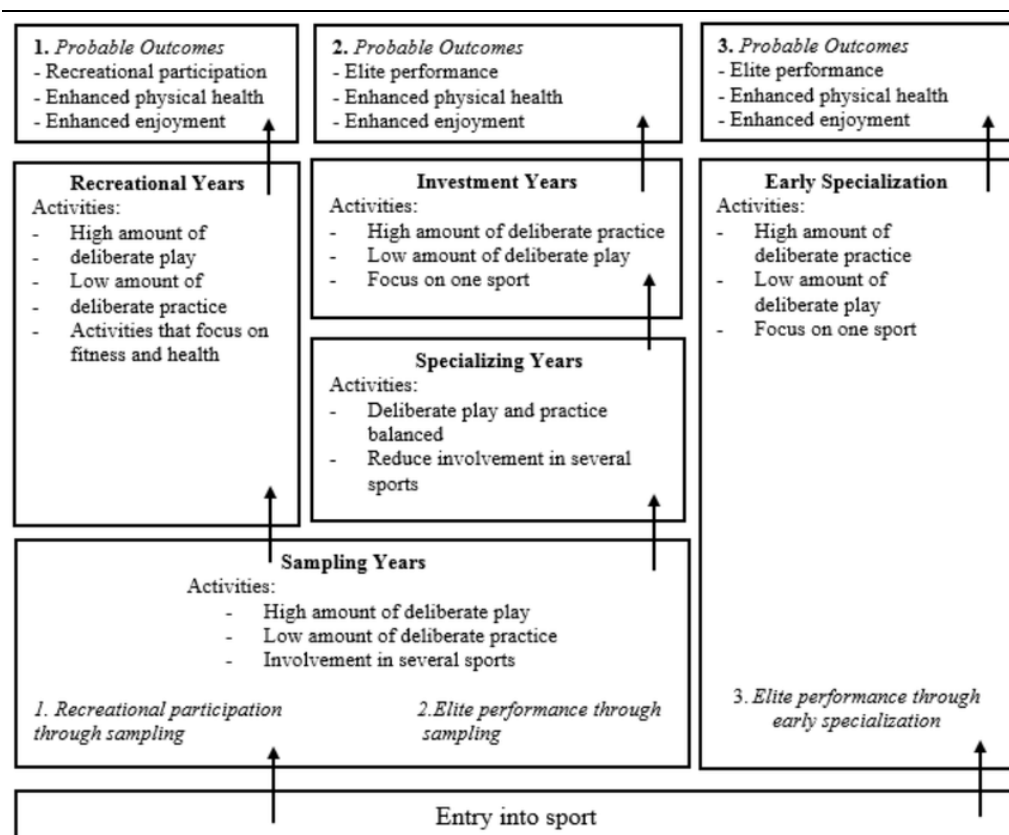 1. Probable Outcomes
- Recreational participation
- Enhanced physical health
- Enhanced enjoyment
2. Probable Outcomes
- Elite performance
- Enhanced physical health
- Enhanced enjoyment
3. Probable Outcomes
- Elite performance
- Enhanced physical health
- Enhanced enjoyment
Recreational Years
Activities:
- High amount of
- deliberate play
- Low amount of
- deliberate practice
- Activities that focus on
fitness and health
Investment Years
Activities:
- High amount of deliberate practice
- Low amount of deliberate play
- Focus on one sport
Early Specialization
Activities:
- High amount of
deliberate practice
- Low amount of
deliberate play
- Focus on one sport
Specializing Years
Activities:
- Deliberate play and practice
balanced
- Reduce involvement in several
sports
Sampling Years
Activities:
- High amount of deliberate play
- Low amount of deliberate practice
- Involvement in several sports
1. Recreational participation
through sampling
2.Elite performance through
sampling
3. Elite performance through
early specialization
Entry into sport